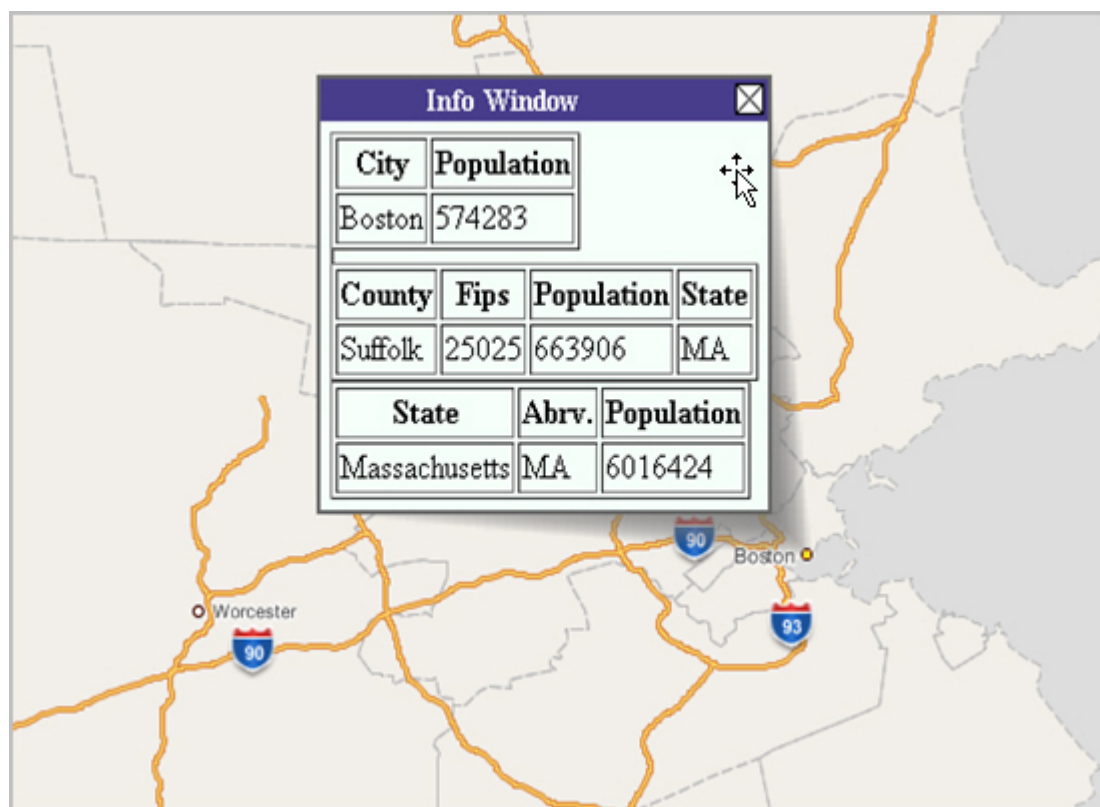 Info Window
City Population
Boston 574283
County Fips Population State
Suffolk 25025 663906 MA
State Abrv. Population
Massachusetts MA 6016424
90
Boston
Worcester
93
90